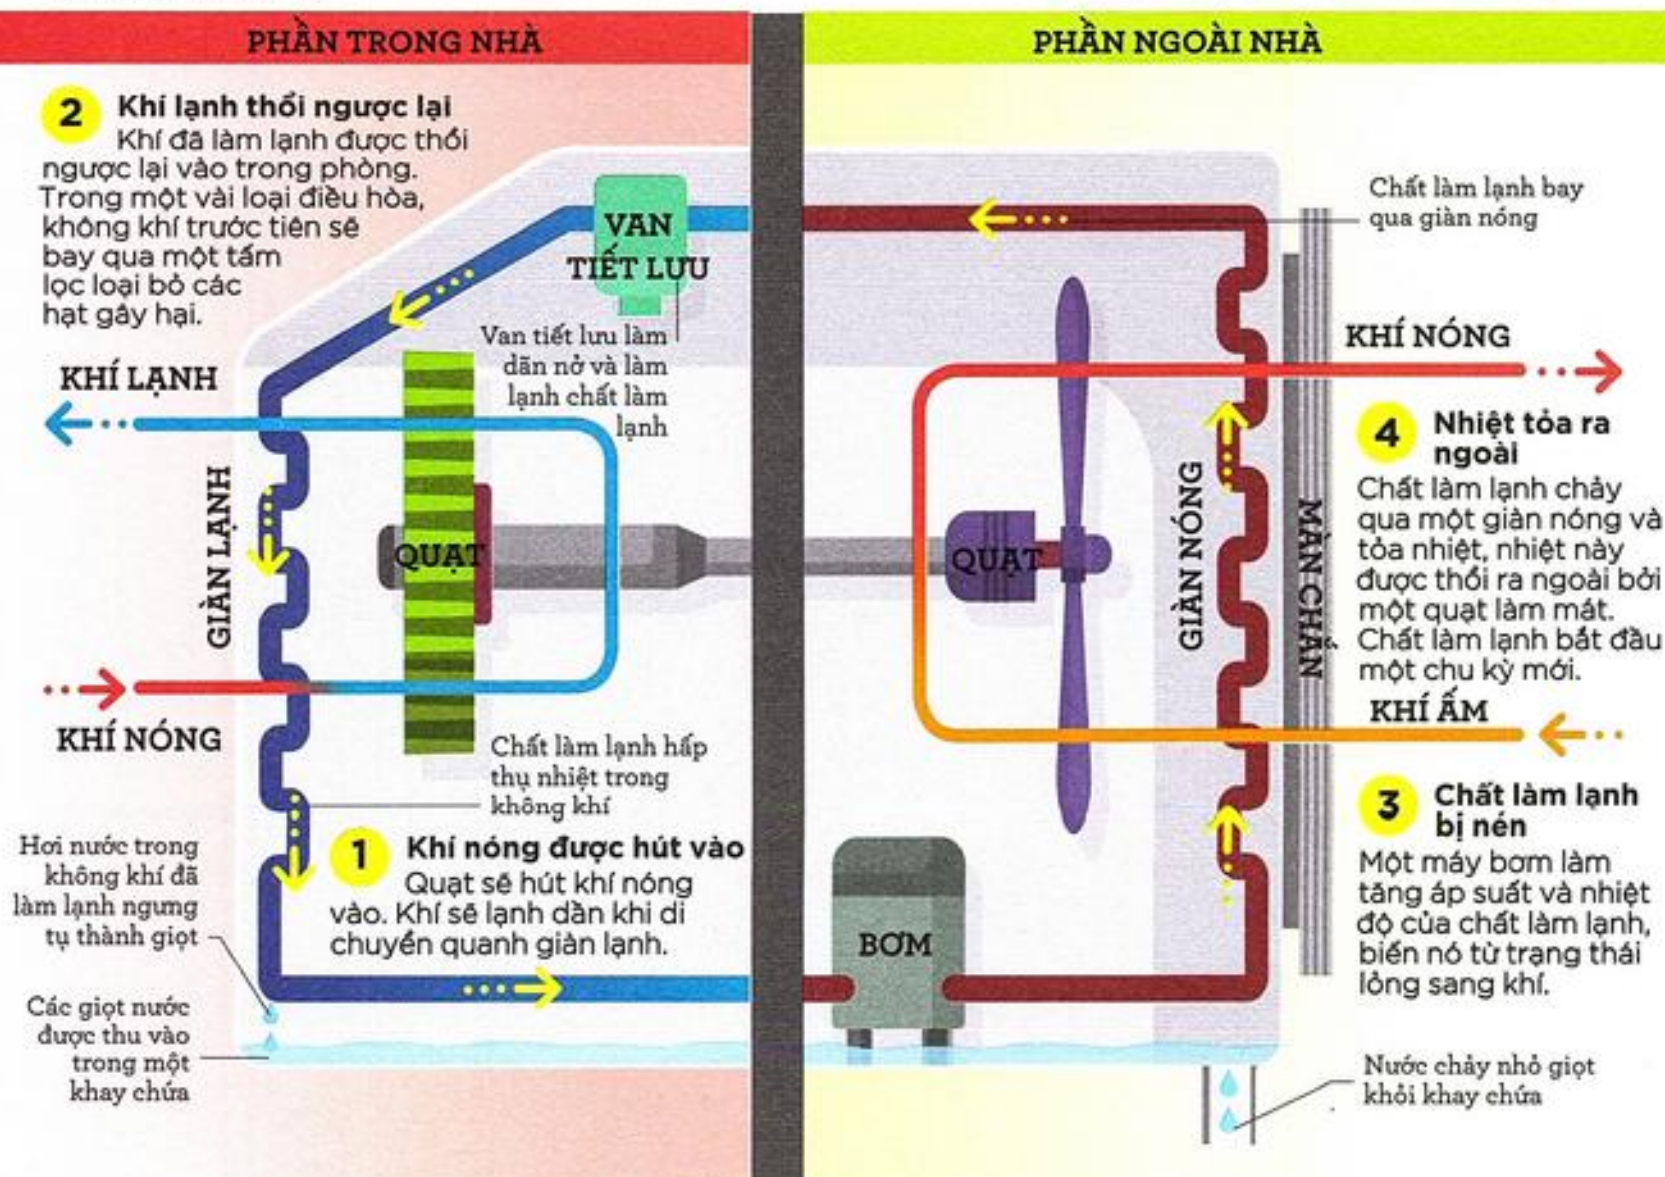 PHẦN TRONG NHÀ
2
Khí lạnh thổi ngược lại
Khí đã làm lạnh được thổi
ngược lại vào trong phòng.
Trong một vài loại điều hòa,
không khí trước tiên sẽ
bay qua một tấm
lọc loại bỏ các
hạt gây hại.
VAN
TIẾT LƯU
Van tiết lưu làm
dãn nở và làm
lạnh chất làm
lạnh
KHÍ LẠNH
GIÀN LẠNH
QUẠT
KHÍ NÓNG
Chất làm lạnh hấp
thụ nhiệt trong
không khí
1
Khí nóng được hút vào
Quạt sẽ hút khí nóng
vào. Khí sẽ lạnh dần khi di
chuyển quanh giàn lạnh.
Hơi nước trong
không khí đã
làm lạnh ngưng
tụ thành giọt
Các giọt nước
được thu vào
trong một
khay chứa
PHẦN NGOÀI NHÀ
Chất làm lạnh bay
qua giàn nóng
KHÍ NÓNG
4
Nhiệt tỏa ra
ngoài
Chất làm lạnh chảy
qua một giàn nóng và
tỏa nhiệt, nhiệt này
được thổi ra ngoài bởi
một quạt làm mát.
Chất làm lạnh bắt đầu
một chu kỳ mới.
QUẠT
GIÀN NÓNG
MÀN CHẮN
KHÍ ẤM
3
Chất làm lạnh
bị nén
Một máy bơm làm
tăng áp suất và nhiệt
độ của chất làm lạnh,
biến nó từ trạng thái
lỏng sang khí.
BƠM
Nước chảy nhỏ giọt
khỏi khay chứa